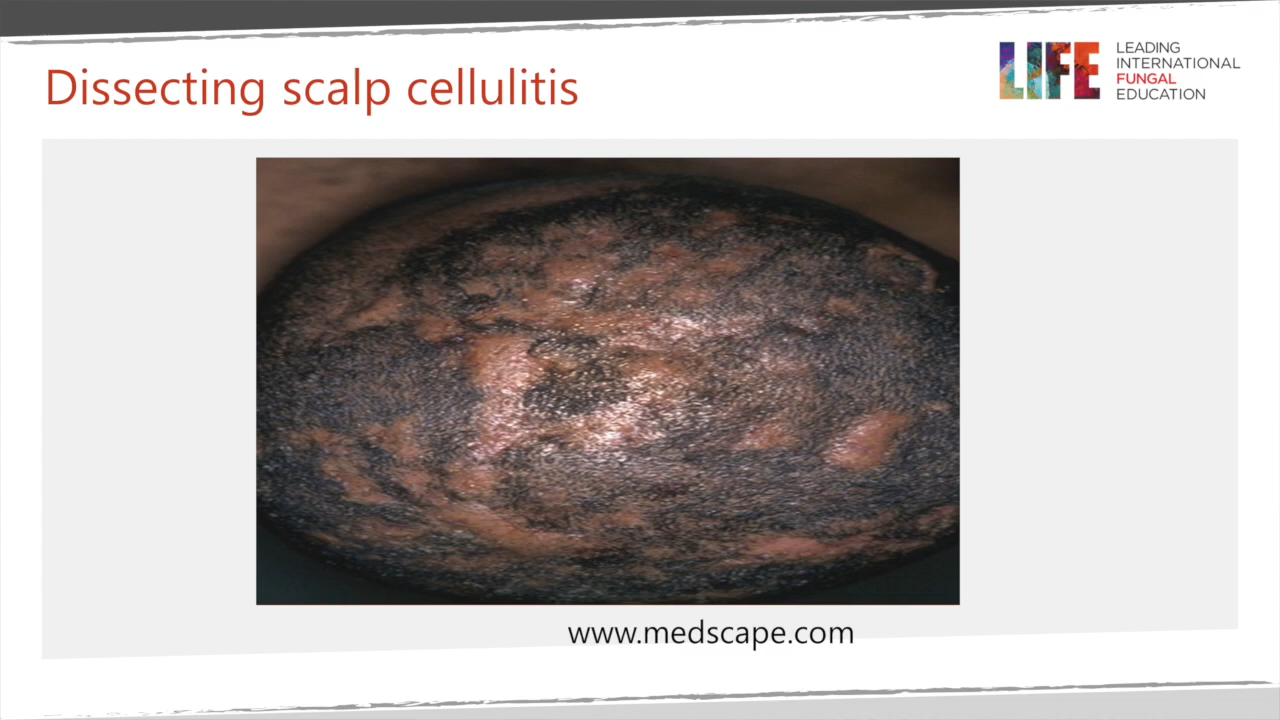 Dissecting scalp cellulitis
LIFE
LEADING
INTERNATIONAL
FUNGAL
EDUCATION
www.medscape.com